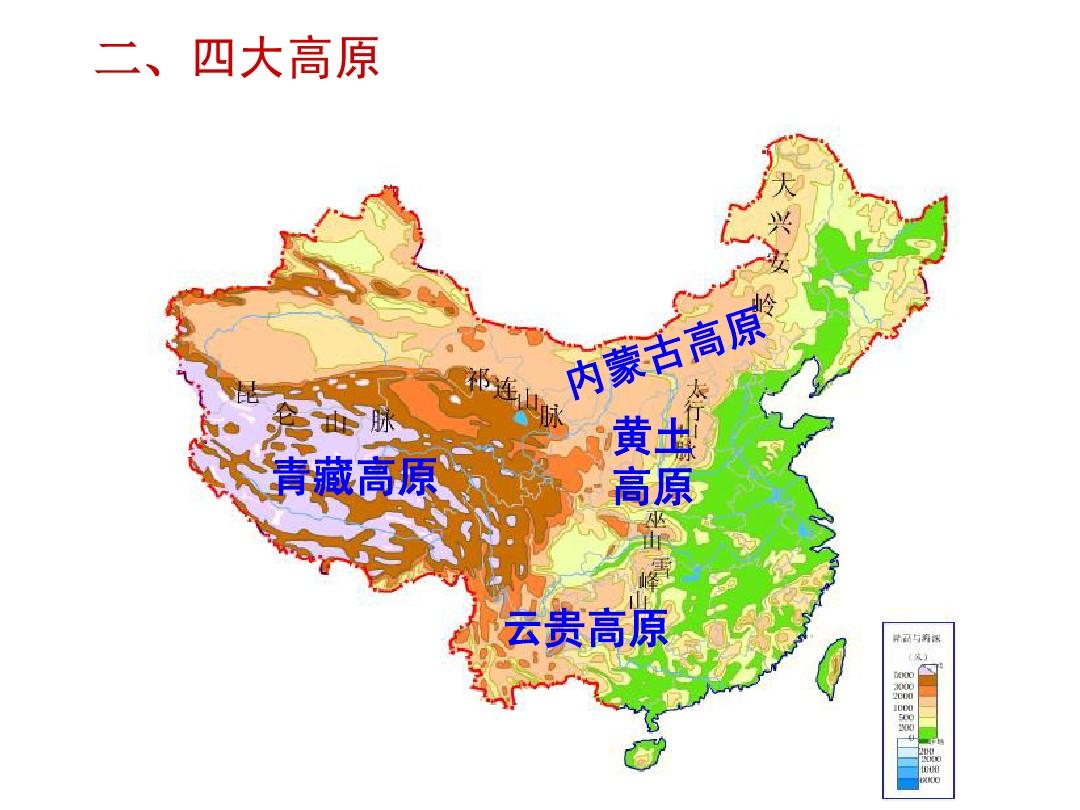 二、四大高原
大兴安岭
内蒙古高原
祁连山脉
昆仑山脉
太行山脉
黄土
高原
青藏高原
巫山
雪峰山
云贵高原
(米)
5000
3000
2000
1000
500
200
0
200
2000
4000
6000